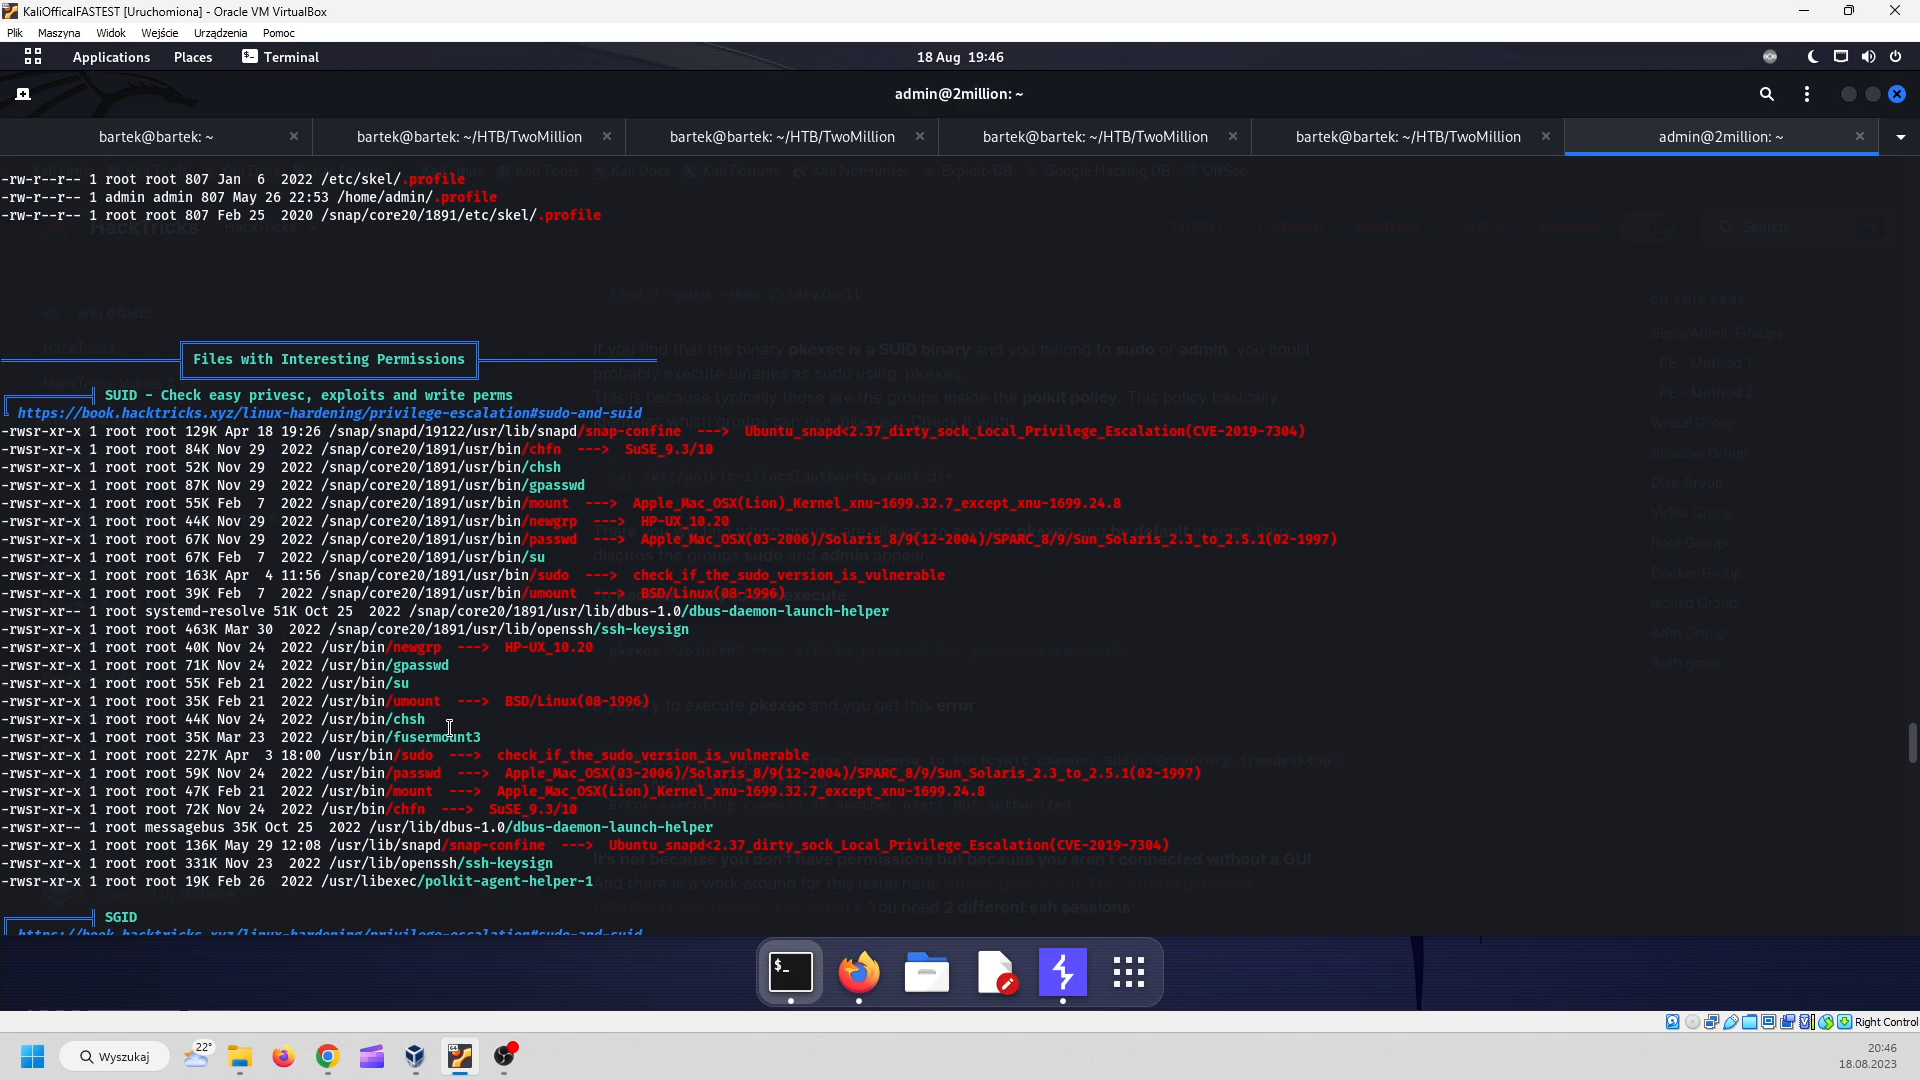 KaliOfficalFASTEST [Uruchomiona] - Oracle VM VirtualBox
Plik Maszyna Widok Wejście Urządzenia Pomoc
Applications Places Terminal 18 Aug 19:46
admin@2million: ~
bartek@bartek: ~ bartek@bartek: ~/HTB/TwoMillion bartek@bartek: ~/HTB/TwoMillion bartek@bartek: ~/HTB/TwoMillion bartek@bartek: ~/HTB/TwoMillion admin@2million: ~
-rw-r--r-- 1 root root 807 Jan  6  2022 /etc/skel/.profile
-rw-r--r-- 1 admin admin 807 May 26 22:53 /home/admin/.profile
-rw-r--r-- 1 root root 807 Feb 25  2020 /snap/core20/1891/etc/skel/.profile
Files with Interesting Permissions
SUID - Check easy privesc, exploits and write perms
https://book.hacktricks.xyz/linux-hardening/privilege-escalation#sudo-and-suid
-rwsr-xr-x 1 root root 129K Apr 18 19:26 /snap/snapd/19122/usr/lib/snapd/snap-confine  --->  Ubuntu_snapd<2.37_dirty_sock_Local_Privilege_Escalation(CVE-2019-7304)
-rwsr-xr-x 1 root root 84K Nov 29  2022 /snap/core20/1891/usr/bin/chfn  --->  SuSE_9.3/10
-rwsr-xr-x 1 root root 52K Nov 29  2022 /snap/core20/1891/usr/bin/chsh
-rwsr-xr-x 1 root root 87K Nov 29  2022 /snap/core20/1891/usr/bin/gpasswd
-rwsr-xr-x 1 root root 55K Feb  7  2022 /snap/core20/1891/usr/bin/mount  --->  Apple_Mac_OSX(Lion)_Kernel_xnu-1699.32.7_except_xnu-1699.24.8
-rwsr-xr-x 1 root root 44K Nov 29  2022 /snap/core20/1891/usr/bin/newgrp  --->  HP-UX_10.20
-rwsr-xr-x 1 root root 67K Nov 29  2022 /snap/core20/1891/usr/bin/passwd  --->  Apple_Mac_OSX(03-2006)/Solaris_8/9(12-2004)/SPARC_8/9/Sun_Solaris_2.3_to_2.5.1(02-1997)
-rwsr-xr-x 1 root root 67K Feb  7  2022 /snap/core20/1891/usr/bin/su
-rwsr-xr-x 1 root root 163K Apr  4 11:56 /snap/core20/1891/usr/bin/sudo  --->  check_if_the_sudo_version_is_vulnerable
-rwsr-xr-x 1 root root 39K Feb  7  2022 /snap/core20/1891/usr/bin/umount  --->  BSD/Linux(08-1996)
-rwsr-xr-- 1 root systemd-resolve 51K Oct 25  2022 /snap/core20/1891/usr/lib/dbus-1.0/dbus-daemon-launch-helper
-rwsr-xr-x 1 root root 463K Mar 30  2022 /snap/core20/1891/usr/lib/openssh/ssh-keysign
-rwsr-xr-x 1 root root 40K Nov 24  2022 /usr/bin/newgrp  --->  HP-UX_10.20
-rwsr-xr-x 1 root root 71K Nov 24  2022 /usr/bin/gpasswd
-rwsr-xr-x 1 root root 55K Feb 21  2022 /usr/bin/su
-rwsr-xr-x 1 root root 35K Feb 21  2022 /usr/bin/umount  --->  BSD/Linux(08-1996)
-rwsr-xr-x 1 root root 44K Nov 24  2022 /usr/bin/chsh
-rwsr-xr-x 1 root root 35K Mar 23  2022 /usr/bin/fusermount3
-rwsr-xr-x 1 root root 227K Apr  3 18:00 /usr/bin/sudo  --->  check_if_the_sudo_version_is_vulnerable
-rwsr-xr-x 1 root root 59K Nov 24  2022 /usr/bin/passwd  --->  Apple_Mac_OSX(03-2006)/Solaris_8/9(12-2004)/SPARC_8/9/Sun_Solaris_2.3_to_2.5.1(02-1997)
-rwsr-xr-x 1 root root 47K Feb 21  2022 /usr/bin/mount  --->  Apple_Mac_OSX(Lion)_Kernel_xnu-1699.32.7_except_xnu-1699.24.8
-rwsr-xr-x 1 root root 72K Nov 24  2022 /usr/bin/chfn  --->  SuSE_9.3/10
-rwsr-xr-- 1 root messagebus 35K Oct 25  2022 /usr/lib/dbus-1.0/dbus-daemon-launch-helper
-rwsr-xr-x 1 root root 136K May 29 12:08 /usr/lib/snapd/snap-confine  --->  Ubuntu_snapd<2.37_dirty_sock_Local_Privilege_Escalation(CVE-2019-7304)
-rwsr-xr-x 1 root root 331K Nov 23  2022 /usr/lib/openssh/ssh-keysign
-rwsr-xr-x 1 root root 19K Feb 26  2022 /usr/libexec/polkit-agent-helper-1
SGID
https://book.hacktricks.xyz/linux-hardening/privilege-escalation#sudo-and-suid
Right Control
22°
Wyszukaj
20:46
18.08.2023